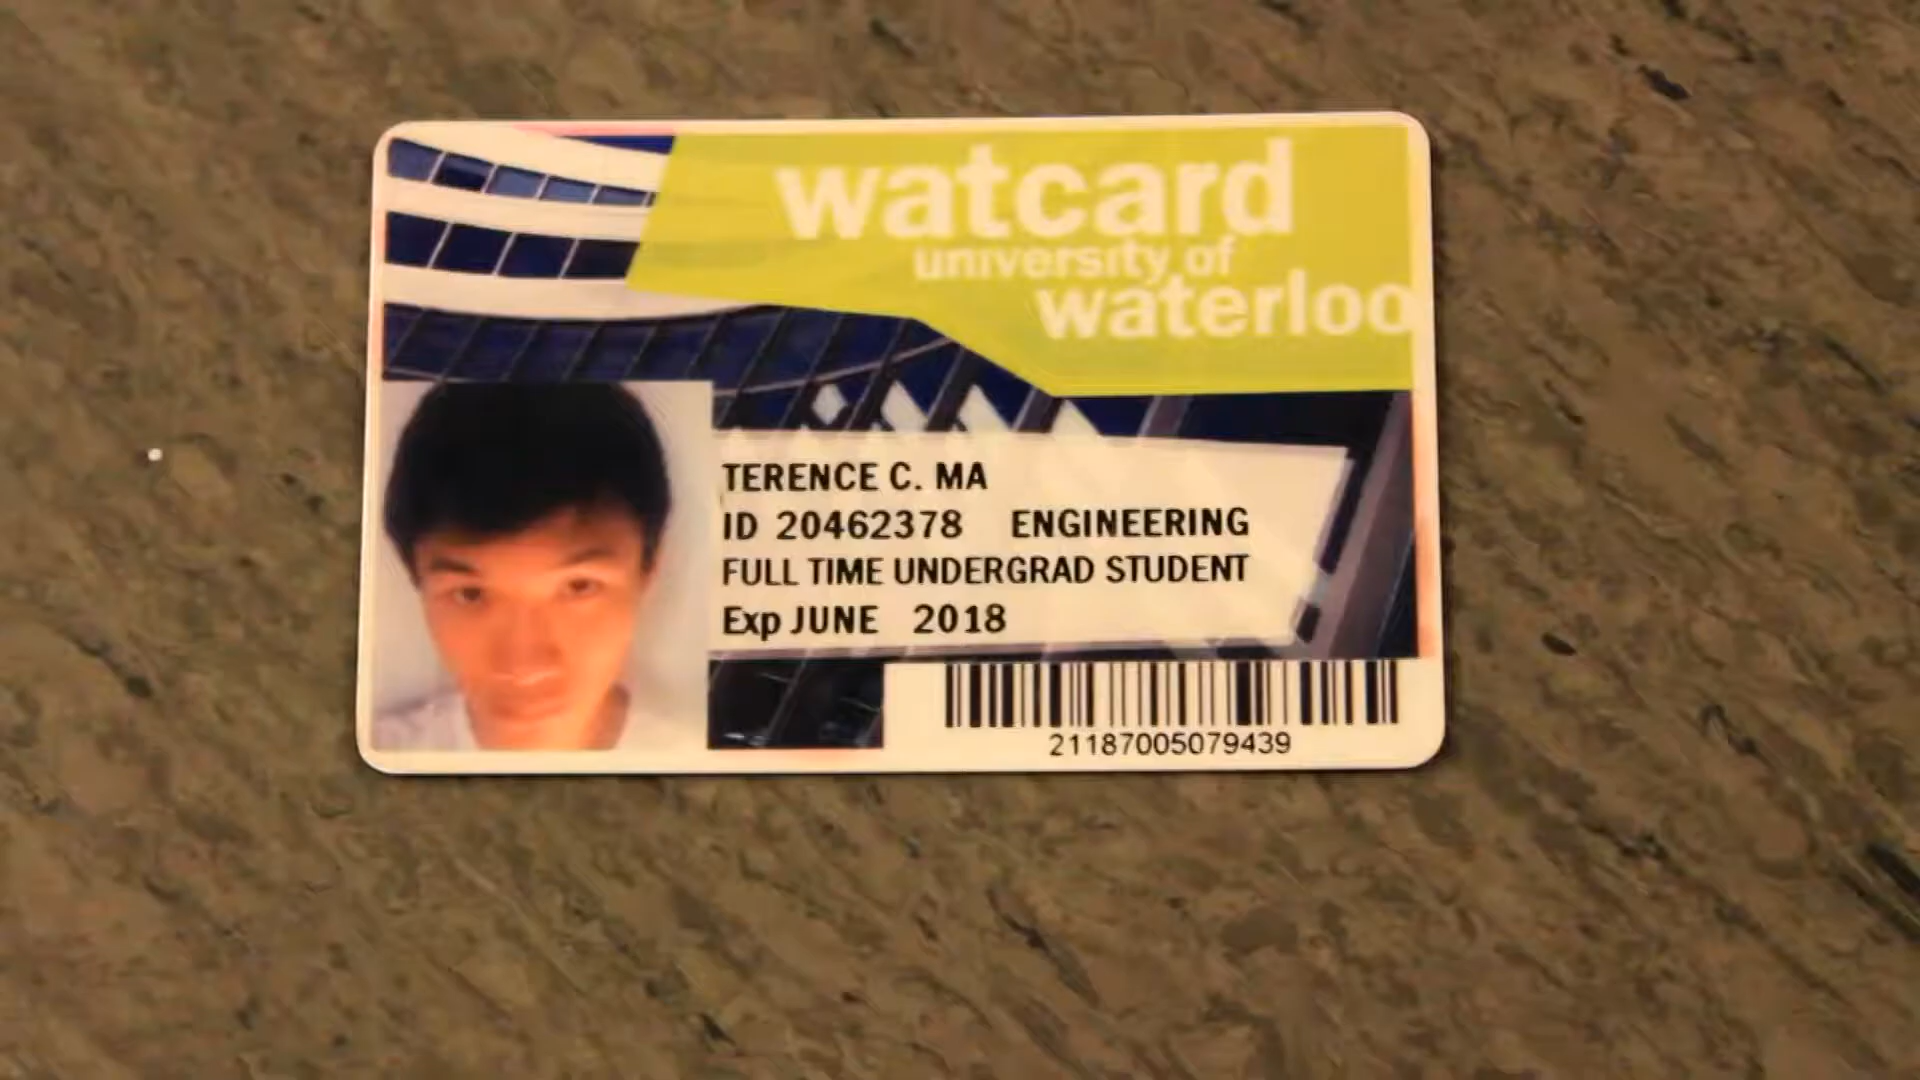 watcard
university of
waterloo
TERENCE C. MA
ID 20462378 ENGINEERING
FULL TIME UNDERGRAD STUDENT
Exp JUNE 2018
21187005079439